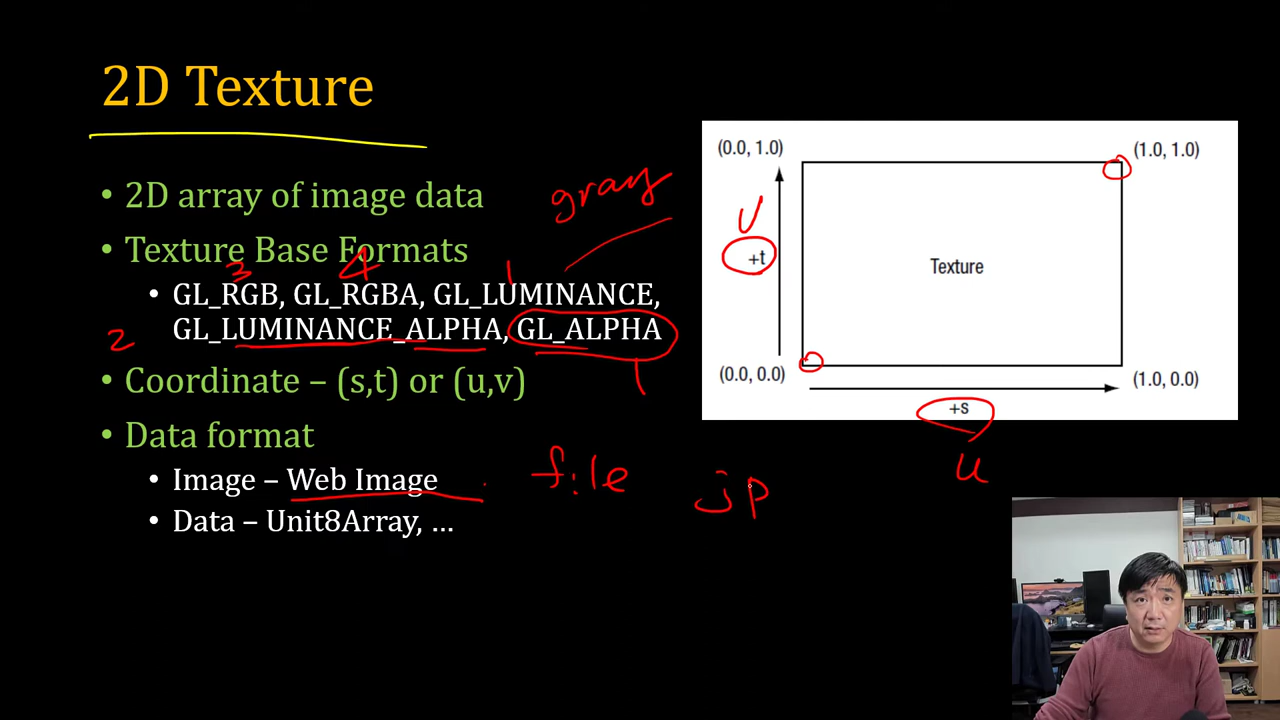 2D Texture
• 2D array of image data
gray
• Texture Base Formats
3 4 1
• GL_RGB, GL_RGBA, GL_LUMINANCE,
2 GL_LUMINANCE_ALPHA, GL_ALPHA
1
• Coordinate – (s,t) or (u,v)
• Data format
• Image – Web Image
file jp
• Data – Unit8Array, ...
(0.0, 1.0) (1.0, 1.0)
V
+t Texture
(0.0, 0.0) (1.0, 0.0)
+s
u